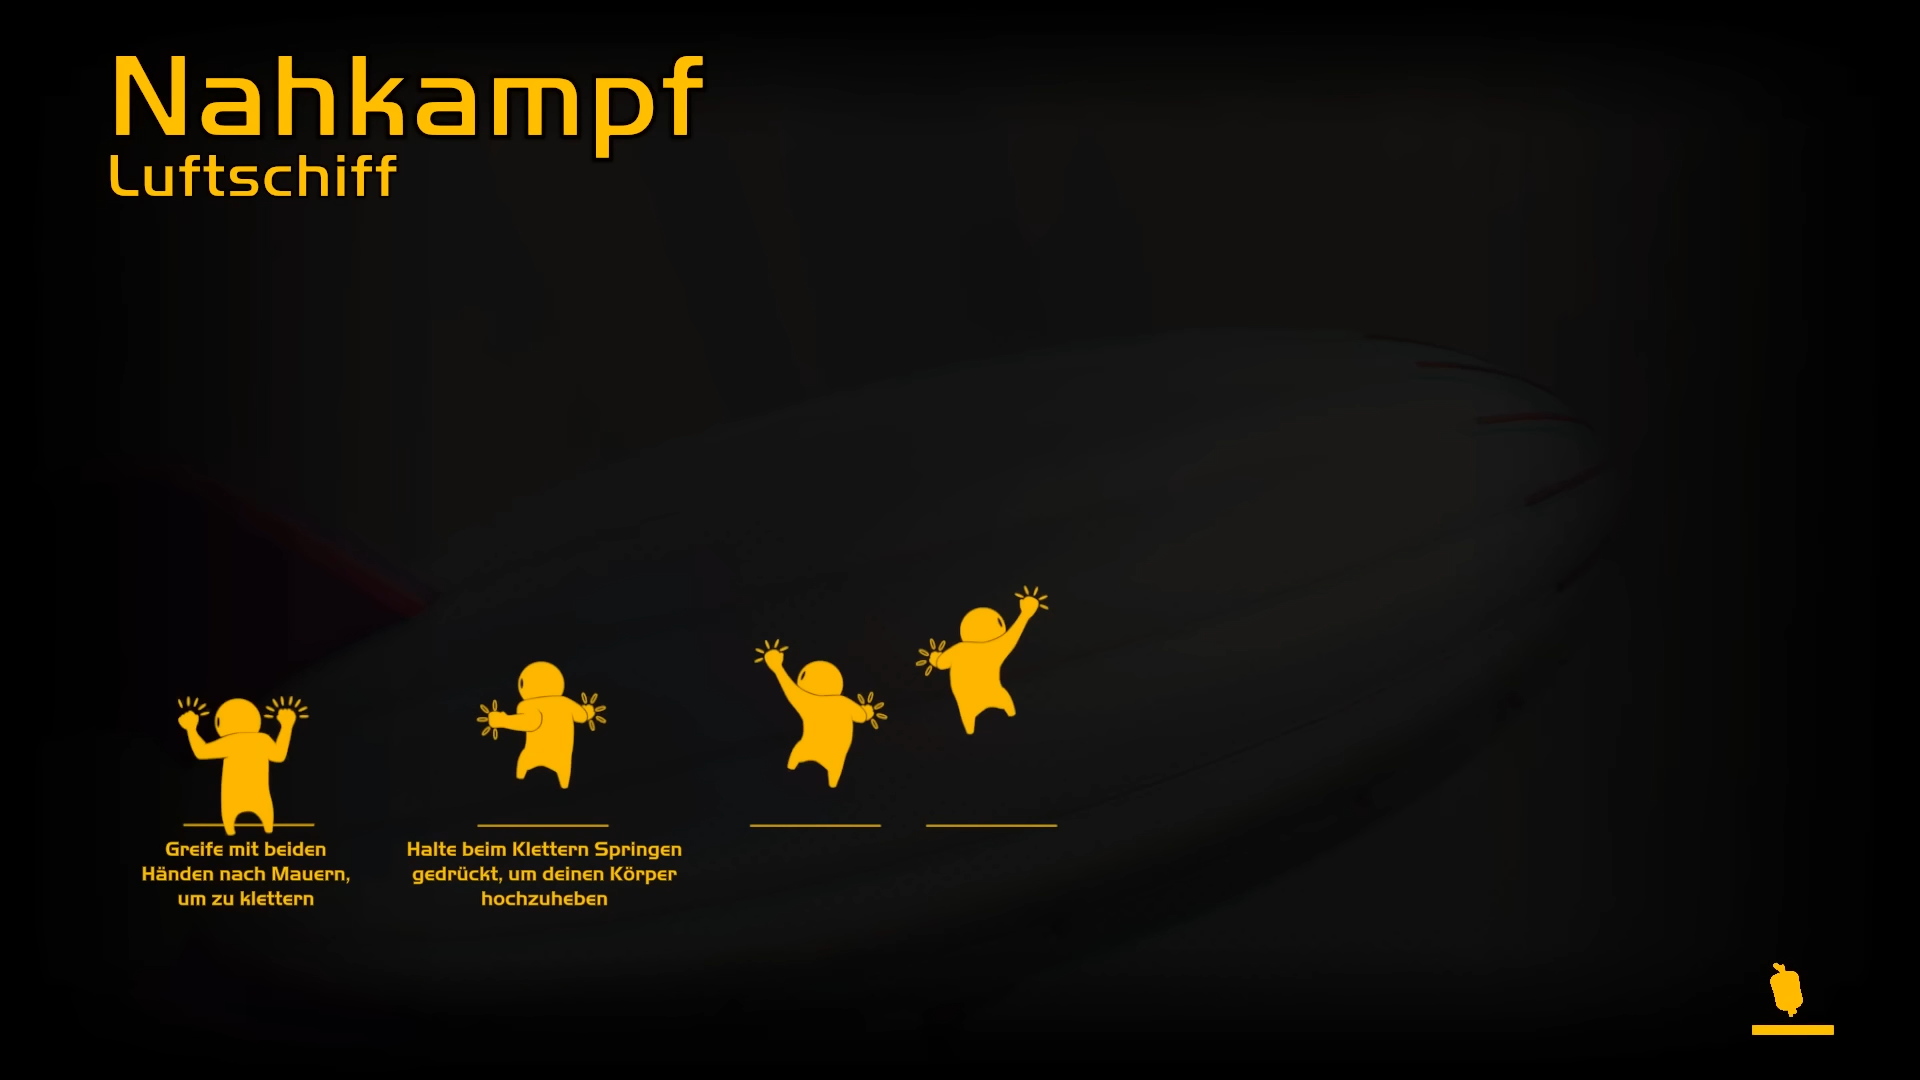 Nahkampf
Luftschiff
Greife mit beiden
Händen nach Mauern,
um zu klettern
Halte beim Klettern Springen
gedrückt, um deinen Körper
hochzuheben